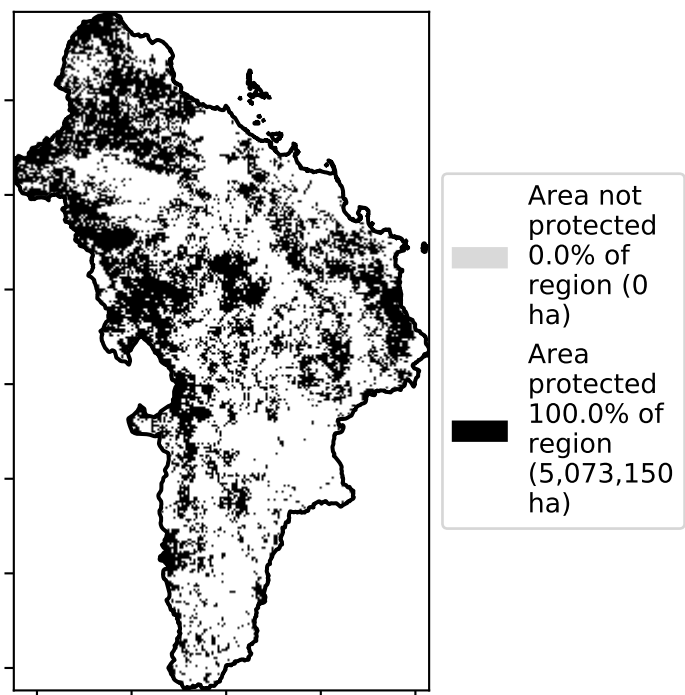 Area not
protected
0.0% of
region (0
ha)
Area
protected
100.0% of
region
(5,073,150
ha)